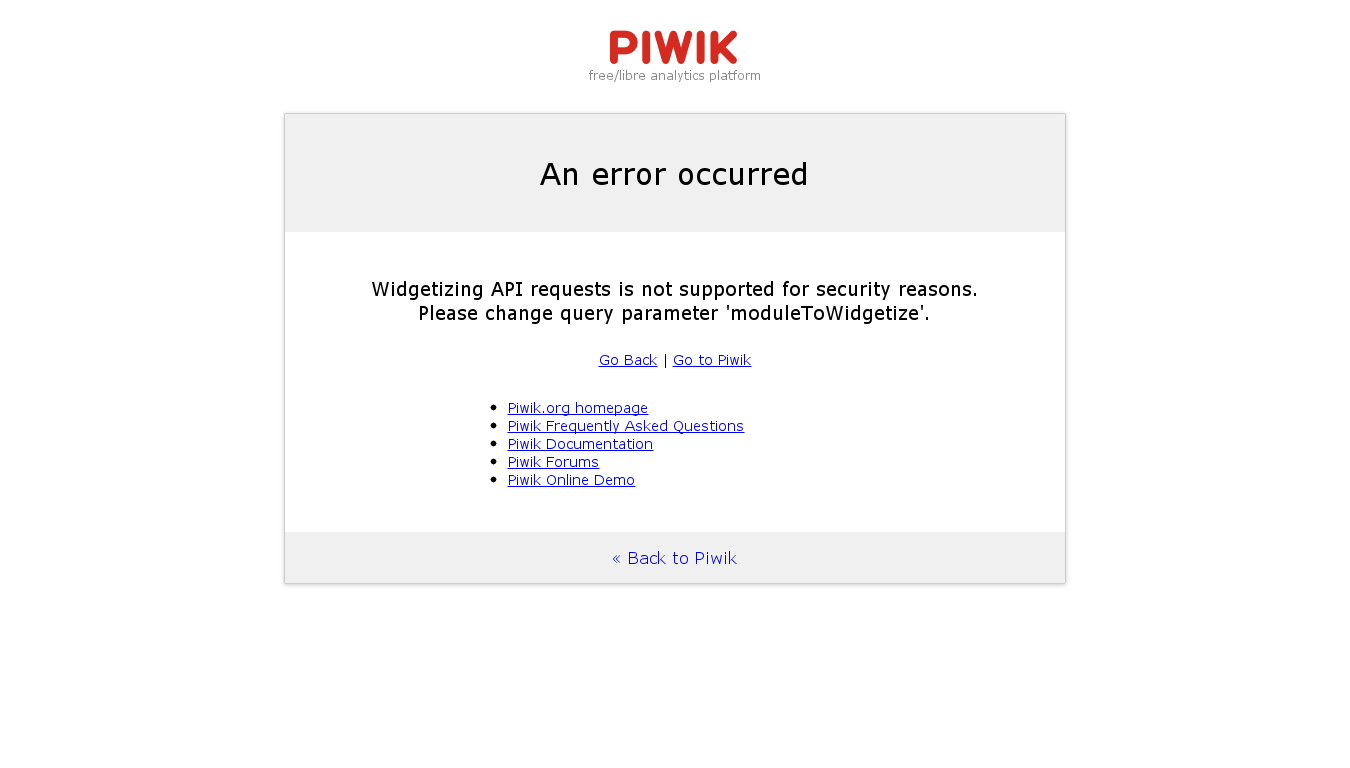 PIWIK
free/libre analytics platform
An error occurred
Widgetizing API requests is not supported for security reasons.
Please change query parameter 'moduleToWidgetize'.
Go Back | Go to Piwik
Piwik.org homepage
Piwik Frequently Asked Questions
Piwik Documentation
Piwik Forums
Piwik Online Demo
« Back to Piwik